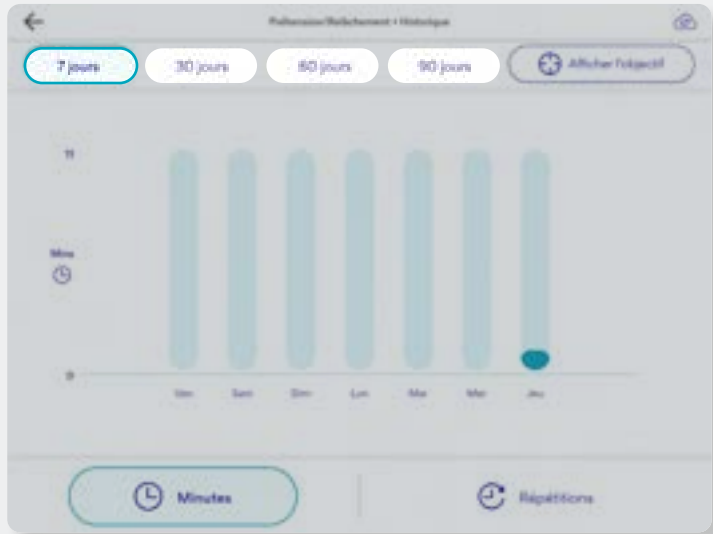 Préhension/Relâchement • Historique
7 jours
30 jours
60 jours
90 jours
Afficher l'objectif
11
Mins
0
Ven
Sam
Dim
Lun
Mar
Mer
Jeu
Minutes
Répétitions